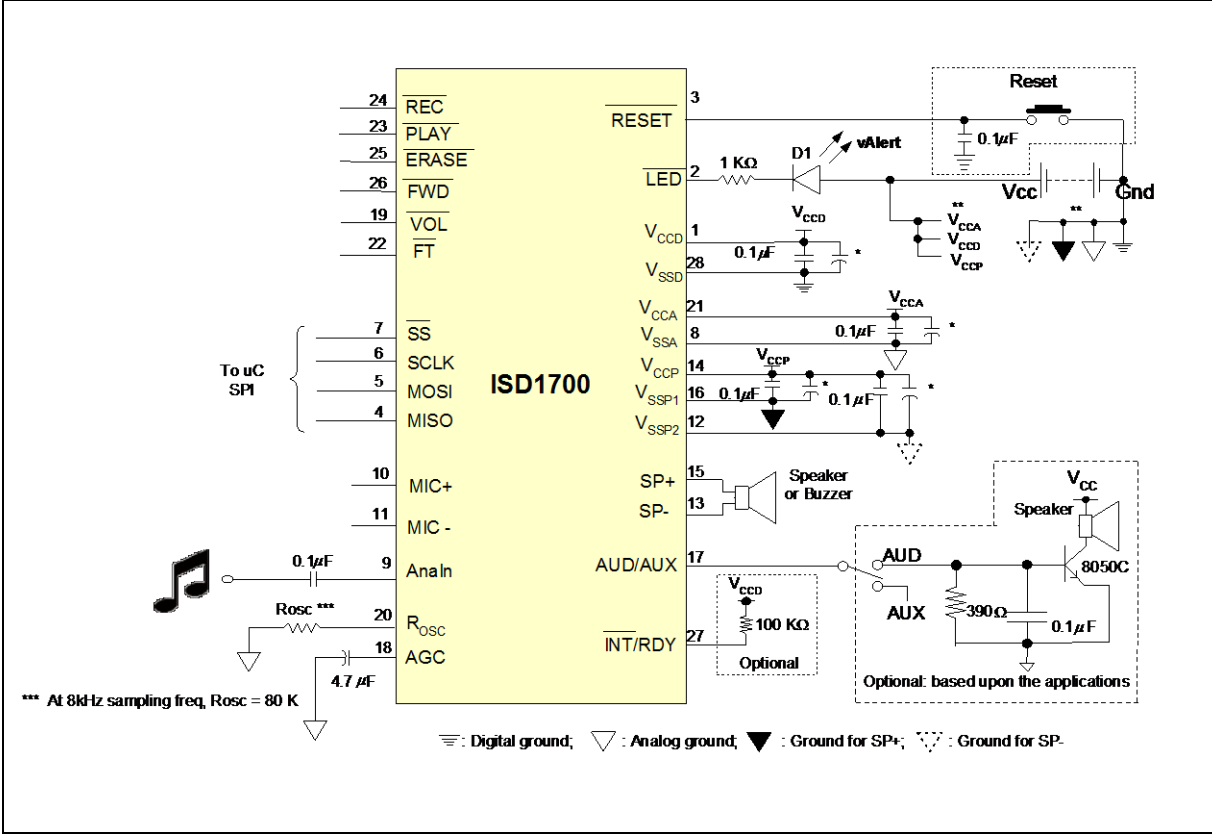 24 REC
23 PLAY
25 ERASE
26 FWD
19 VOL
22 FT
To uC
SPI
7 SS
6 SCLK
5 MOSI
4 MISO
10 MIC+
11 MIC -
0.1µF
9 AnaIn
Rosc ***
20 ROSC
18 AGC
4.7 µF
*** At 8kHz sampling freq, Rosc = 80 K
ISD1700
RESET 3
Reset
0.1µF
LED 2
1 KΩ
D1
vAlert
Vcc
Gnd
**
VCCA
VCCD
VCCP
**
VCCD 1
VCCD
0.1µF
*
VSSD 28
VCCA 21
VCCA
0.1µF
*
VSSA 8
VCCP 14
VCCP
VSSP1 16
0.1µF
*
0.1µF
*
VSSP2 12
SP+ 15
SP- 13
Speaker
or Buzzer
AUD/AUX 17
AUD
AUX
VCC
Speaker
8050C
390Ω
0.1µF
Optional: based upon the applications
VCCD
100 KΩ
INT/RDY 27
Optional
: Digital ground;
: Analog ground;
: Ground for SP+;
: Ground for SP-